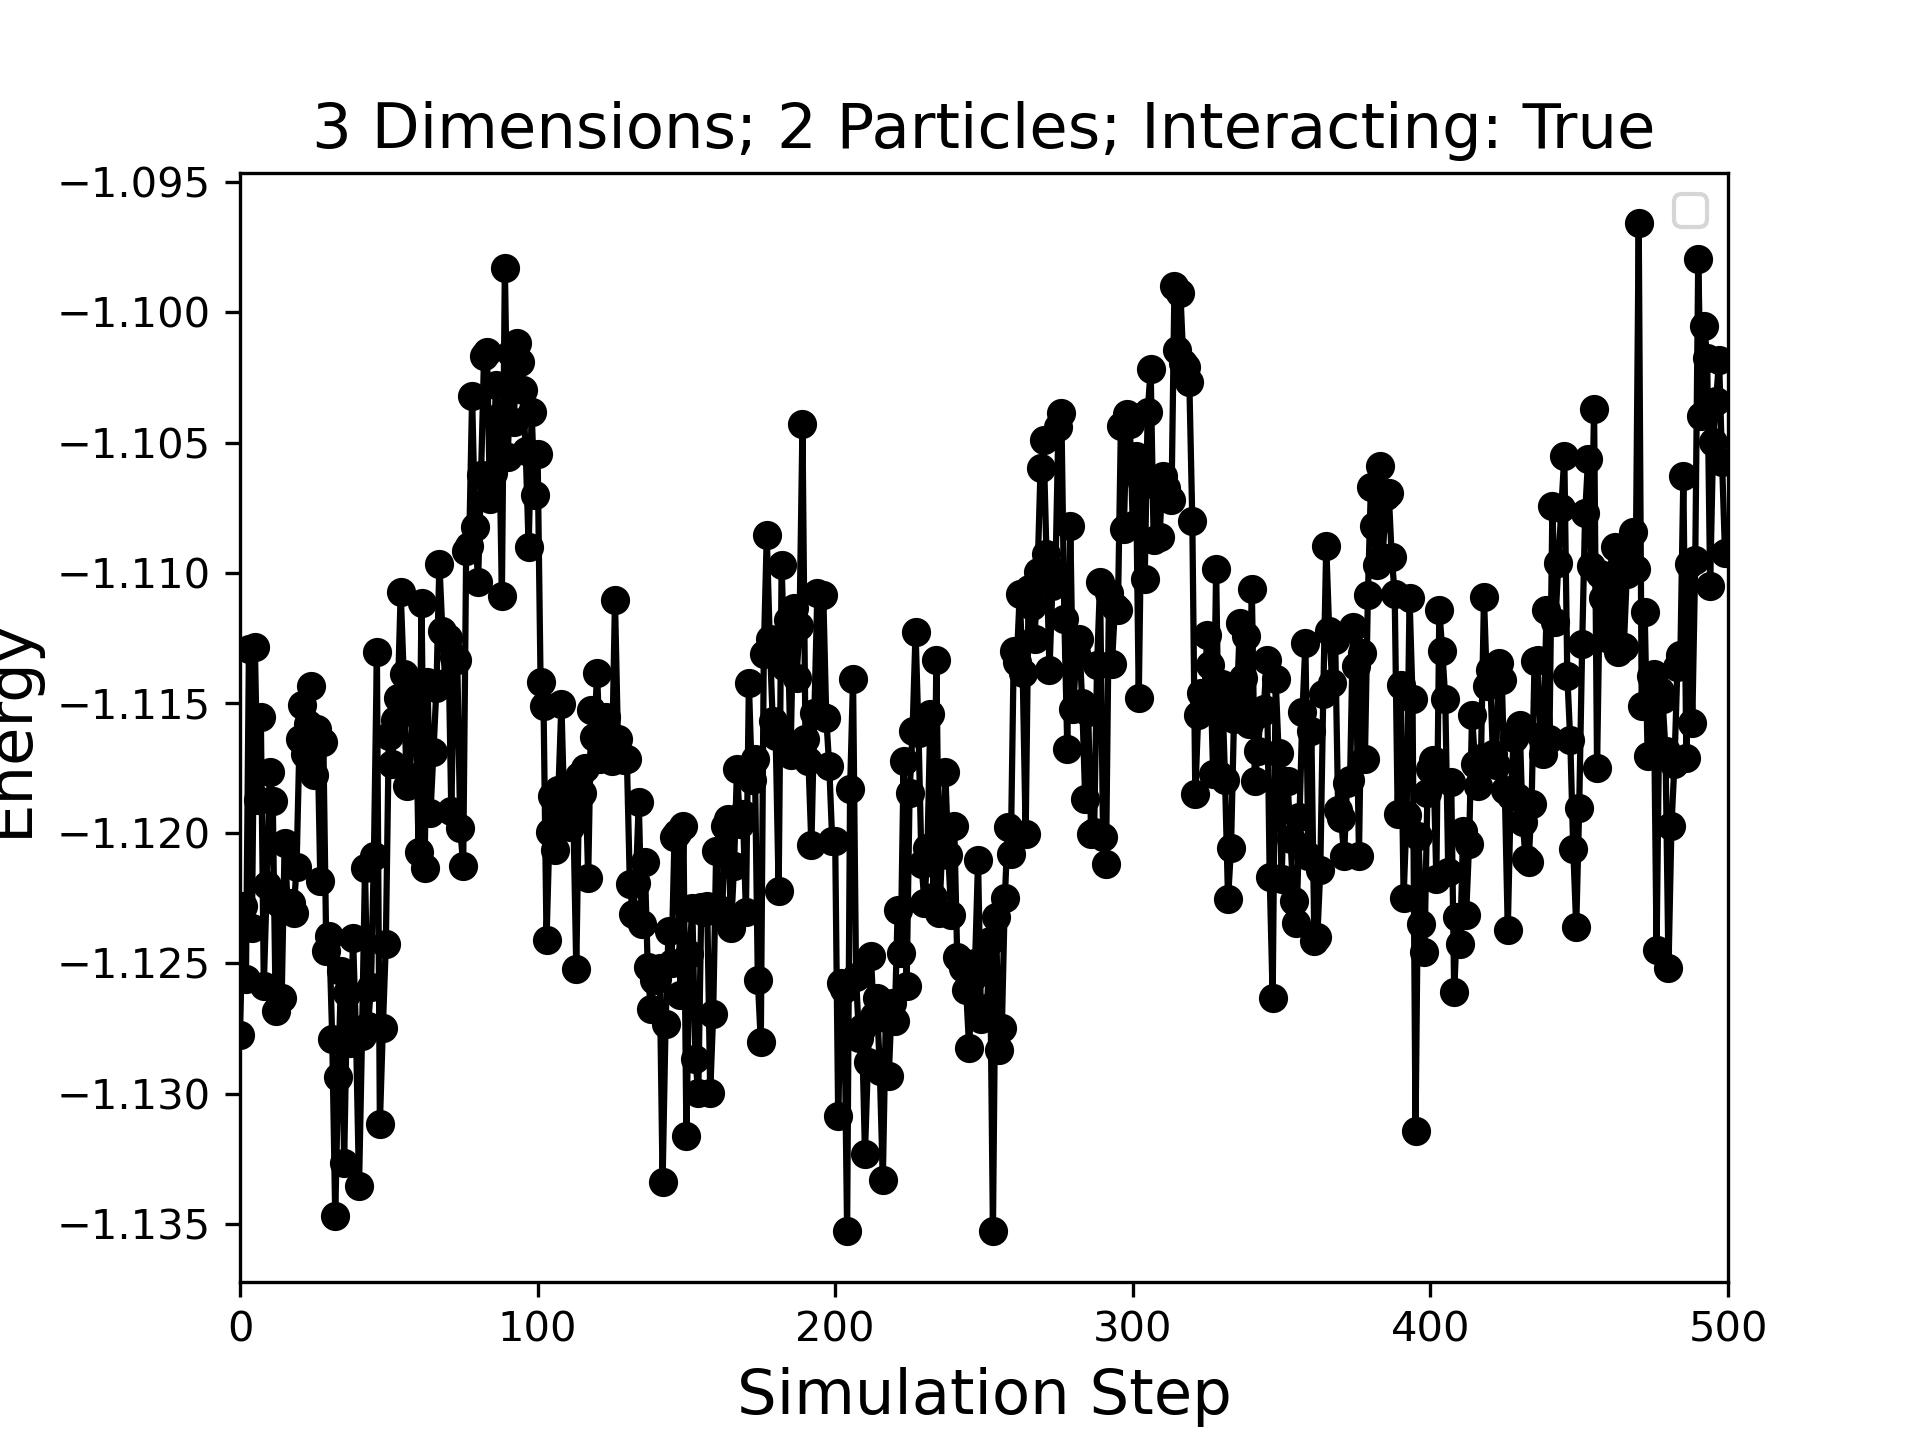 3 Dimensions; 2 Particles; Interacting: True
−1.095
−1.100
−1.105
−1.110
−1.115
−1.120
−1.125
−1.130
−1.135
Energy
0 100 200 300 400 500
Simulation Step